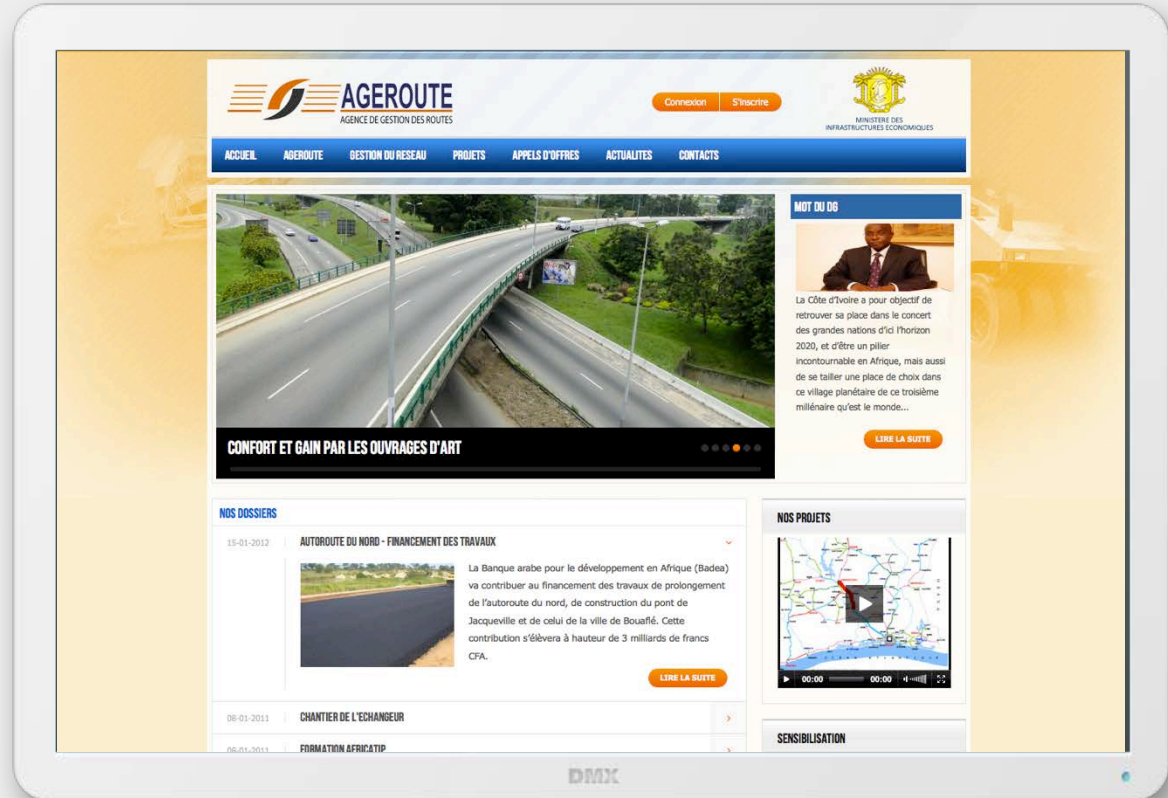 AGEROUTE
AGENCE DE GESTION DES ROUTES
Connexion
S'inscrire
MINISTERE DES
INFRASTRUCTURES ECONOMIQUES
ACCUEIL
AGEROUTE
GESTION DU RESEAU
PROJETS
APPELS D'OFFRES
ACTUALITES
CONTACTS
CONFORT ET GAIN PAR LES OUVRAGES D'ART
MOT DU DG
La Côte d'Ivoire a pour objectif de
retrouver sa place dans le concert
des grandes nations d'ici l'horizon
2020, et d'être un pilier
incontournable en Afrique, mais aussi
de se tailler une place de choix dans
ce village planétaire de ce troisième
millénaire qu'est le monde...
LIRE LA SUITE
NOS DOSSIERS
15-01-2012
AUTOROUTE DU NORD - FINANCEMENT DES TRAVAUX
La Banque arabe pour le développement en Afrique (Badea)
va contribuer au financement des travaux de prolongement
de l'autoroute du nord, de construction du pont de
Jacqueville et de celui de la ville de Bouaflé. Cette
contribution s'élèvera à hauteur de 3 milliards de francs
CFA.
LIRE LA SUITE
08-01-2011
CHANTIER DE L'ECHANGEUR
06-01-2011
FORMATION AFRICATIP
NOS PROJETS
00:00
00:00
SENSIBILISATION
DMX